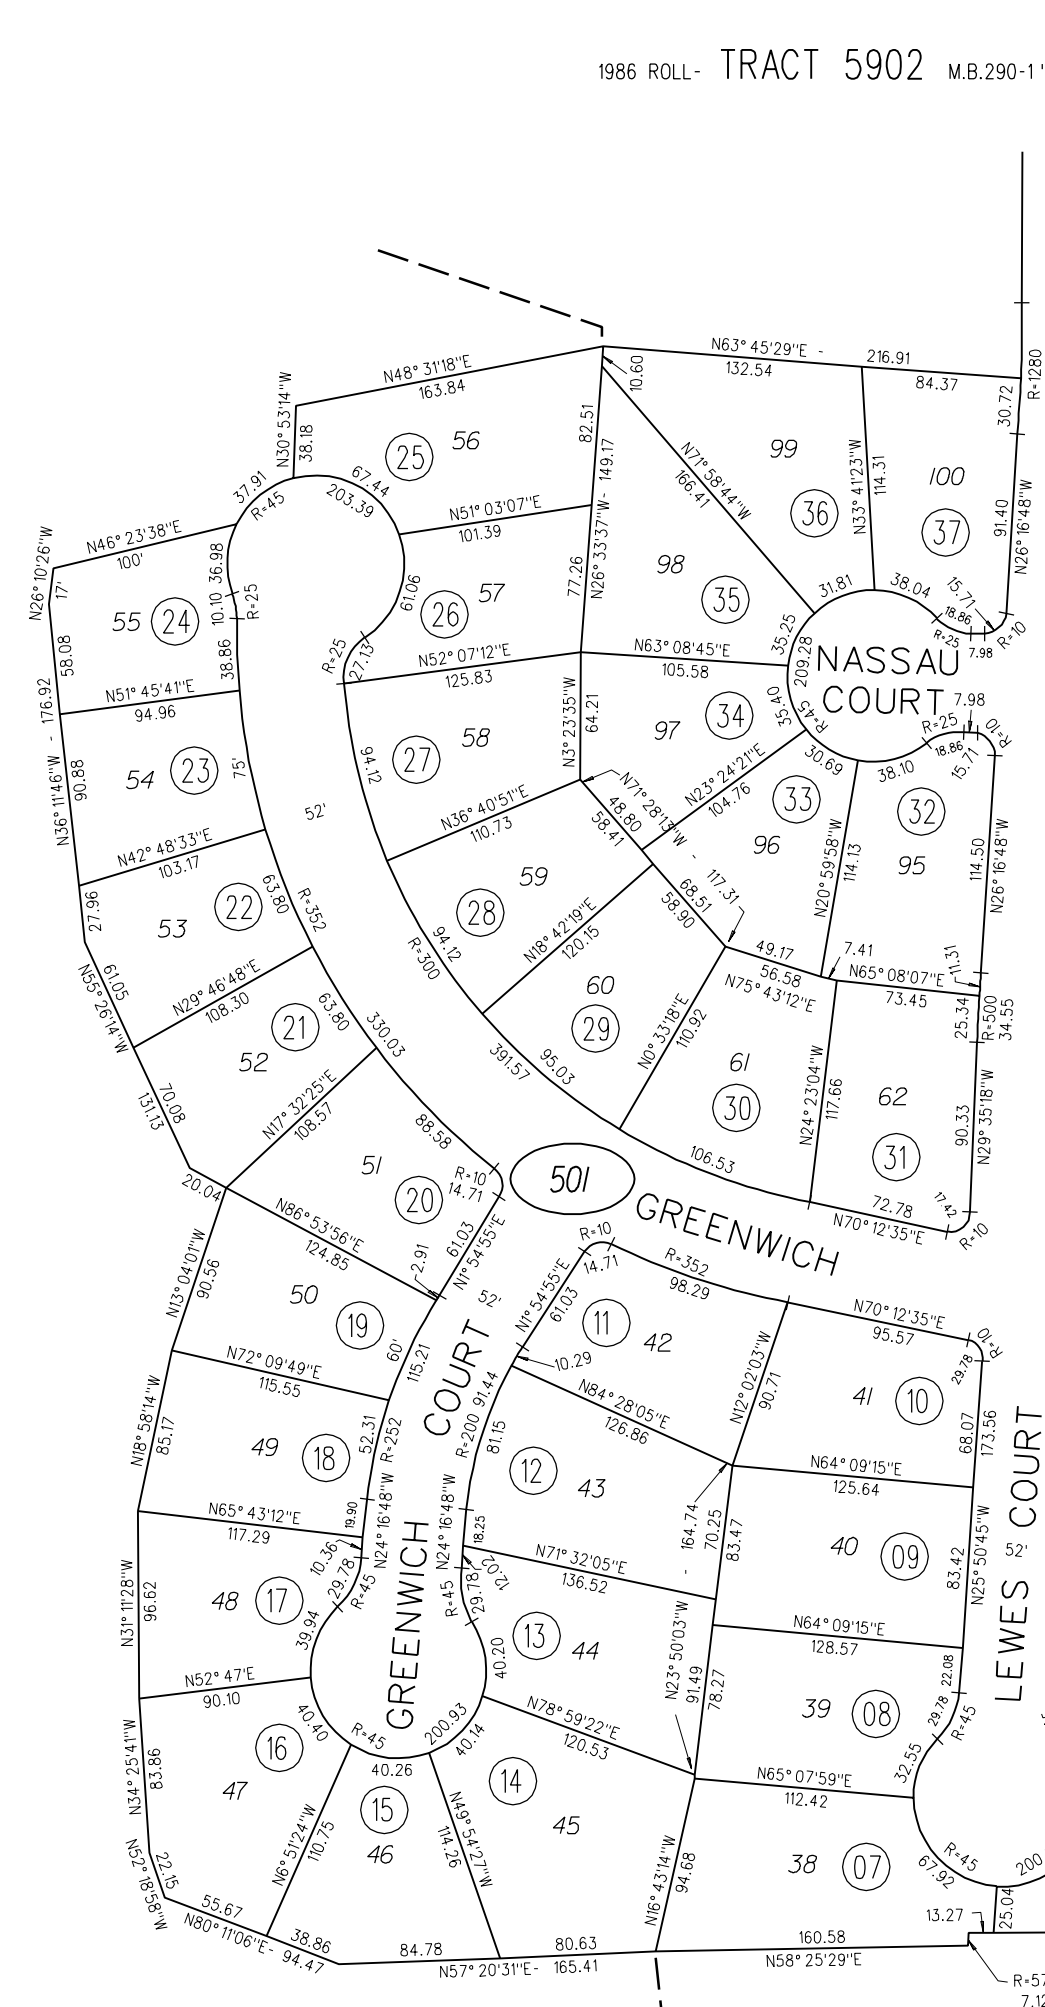 1986 ROLL- TRACT 5902 M.B.290-1
N63° 45'29"E - 216.91
132.54
84.37
R=1280
30.72
10.60
N48° 31'18"E
163.84
N30° 53'14"W
38.18
56
25
82.51
N26° 33'37"W- 149.17
N71° 58'44"W
166.41
99
36
N33° 41'23"W
114.31
100
37
91.40
N26° 16'48"W
37.91
R=45
67.44
203.39
N51° 03'07"E
101.39
N46° 23'38"E
100'
N26° 10'26"W
17'
36.98
10.10
R=25
55
24
61.06
57
26
77.26
98
35
31.81
38.04
15.71
18.86
R=25
7.98
R=10
35.25
209.28
NASSAU
COURT
58.08
38.86
R=25
27.13
N52° 07'12"E
125.83
N63° 08'45"E
105.58
N51° 45'41"E
94.96
N36° 11'46"W - 176.92
90.88
54
23
75'
94.12
58
27
N3° 23'35"W
64.21
97
34
35.40
R=45
7.98
R=25
R=10
18.86
15.71
30.69
38.10
N23° 24'21"E
104.76
33
96
32
95
52'
N36° 40'51"E
110.73
N71° 28'13"W - 117.31
48.80
58.41
N42° 48'33"E
103.17
27.96
53
22
63.80
R=352
59
28
68.51
58.90
N20° 59'58"W
114.13
114.50
N26° 16'48"W
N18° 42'19"E
120.15
94.12
R=300
49.17
56.58
N75° 43'12"E
7.41
N65° 08'07"E
73.45
11.31
N55° 26'14"W
61.05
N29° 46'48"E
108.30
21
52
63.80
330.03
60
29
N0° 33'18"E
110.92
25.34
R=500
34.55
391.57
95.03
61
30
N24° 23'04"W
117.66
62
31
90.33
N29° 35'18"W
70.08
131.13
N17° 32'25"E
108.57
88.58
106.53
51
20
R=10
14.71
501
GREENWICH
72.78
N70° 12'35"E
17.42
R=10
20.04
N86° 53'56"E
124.85
2.91
61.03
N1° 54'55"E
R=10
14.71
R=352
98.29
N13° 04'01"W
90.56
50
19
60'
115.21
52'
COURT
N1° 54'55"E
61.03
11
42
10.29
N70° 12'35"E
95.57
R=10
29.78
N12° 02'03"W
90.71
41
10
N72° 09'49"E
115.55
N84° 28'05"E
126.86
N18° 58'14"W
85.17
49
18
52.31
R=252
R=200 91.44
81.15
68.07
173.56
N64° 09'15"E
125.64
12
43
N65° 43'12"E
117.29
19.90
N24° 16'48"W
N24° 16'48"W
18.25
164.74 -
70.25
83.47
40
09
83.42
N25° 50'45"W
LEWES COURT
52'
10.36
29.78
R=45
GREENWICH
R=45
29.78
12.02
N71° 32'05"E
136.52
N31° 11'28"W
96.62
48
17
39.94
13
44
40.20
N64° 09'15"E
128.57
N23° 50'03"W
91.49
78.27
39
08
22.08
29.78
R=45
N52° 47'E
90.10
40.40
R=45
200.93
40.14
N78° 59'22"E
120.53
32.55
N34° 25'41"W
83.86
16
47
40.26
15
46
14
45
N65° 07'59"E
112.42
N6° 51'24"W
110.75
N49° 54'27"W
114.26
N16° 43'14"W
94.68
38
07
R=45
67.92
200
N52° 18'58"W
22.15
55.67
N80° 11'06"E- 94.47
38.86
84.78
N57° 20'31"E- 165.41
80.63
160.58
N58° 25'29"E
13.27
25.04
R=57
7.12